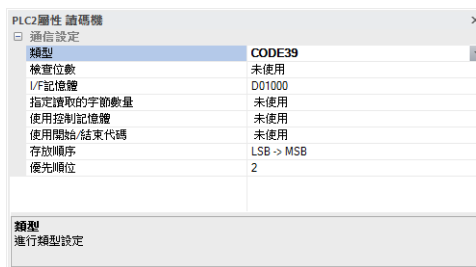 PLC2屬性 讀碼機
通信設定
類型 CODE39
檢查位數 未使用
I/F記憶體 D01000
指定讀取的字節數量 未使用
使用控制記憶體 未使用
使用開始/結束代碼 未使用
存放順序 LSB -> MSB
優先順位 2
類型
進行類型設定